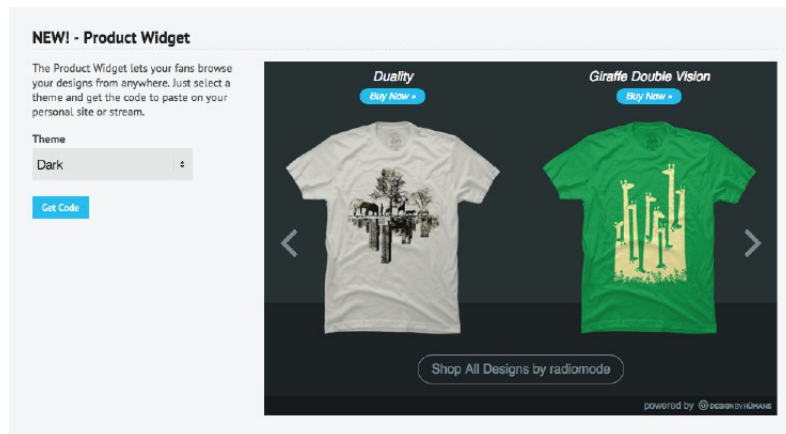 NEW! - Product Widget
The Product Widget lets your fans browse
your designs from anywhere. Just select a
theme and get the code to paste on your
personal site or stream.
Theme
Dark
Get Code
Duality
Buy Now »
Giraffe Double Vision
Buy Now »
Shop All Designs by radiomode
powered by DESIGN BY HÜMANS